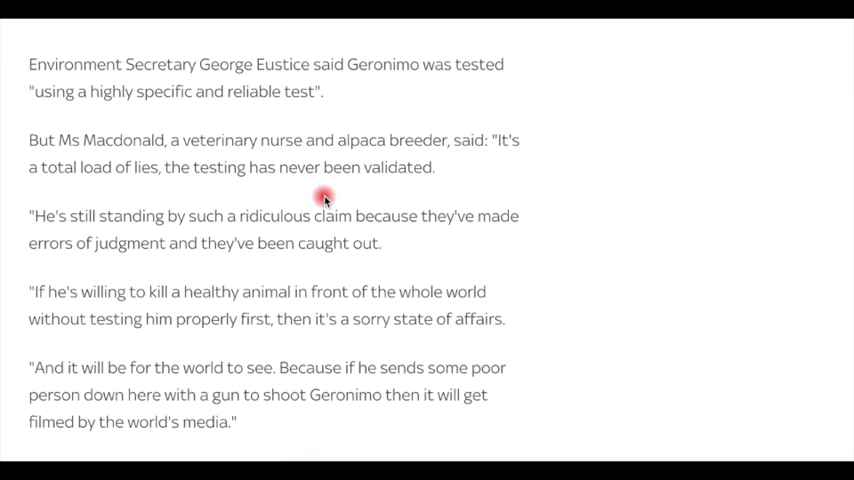 Environment Secretary George Eustice said Geronimo was tested
"using a highly specific and reliable test".
But Ms Macdonald, a veterinary nurse and alpaca breeder, said: "It's
a total load of lies, the testing has never been validated.
"He's still standing by such a ridiculous claim because they've made
errors of judgment and they've been caught out.
"If he's willing to kill a healthy animal in front of the whole world
without testing him properly first, then it's a sorry state of affairs.
"And it will be for the world to see. Because if he sends some poor
person down here with a gun to shoot Geronimo then it will get
filmed by the world's media."